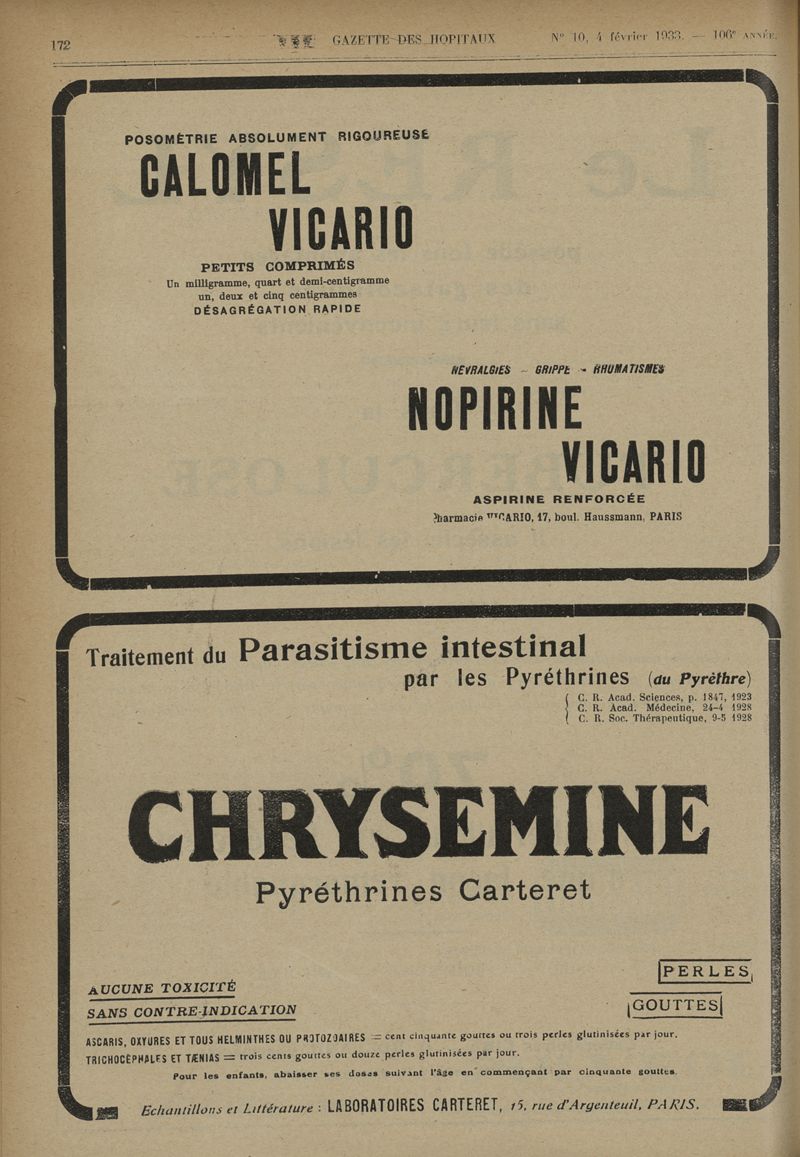 172
GAZETTE DES HOPITAUX
N° 10, 4 février 1933. — 106e ANNÉE.
POSOMÉTRIE ABSOLUMENT RIGOUREUSE
CALOMEL
VICARIO
PETITS COMPRIMÉS
Un milligramme, quart et demi-centigramme
un, deux et cinq centigrammes
DÉSAGRÉGATION RAPIDE
NÉVRALGIES - GRIPPE - RHUMATISMES
NOPIRINE
VICARIO
ASPIRINE RENFORCÉE
Pharmacie VICARIO, 17, boul. Haussmann, PARIS
Traitement du Parasitisme intestinal
par les Pyréthrines (du Pyrèthre)
C. R. Acad. Sciences, p. 1847, 1923
C. R. Acad. Médecine, 24-4 1928
C. R. Soc. Thérapeutique, 9-5 1928
CHRYSEMINE
Pyréthrines Carteret
PERLES
AUCUNE TOXICITÉ
GOUTTES
SANS CONTRE-INDICATION
ASCARIS, OXYURES ET TOUS HELMINTHES OU PROTOZOAIRES = cent cinquante gouttes ou trois perles glutinisées par jour.
TRICHOCÉPHALES ET TÆNIAS = trois cents gouttes ou douze perles glutinisées par jour.
Pour les enfants, abaisser ses doses suivant l'âge en commençant par cinquante gouttes.
Echantillons et Littérature : LABORATOIRES CARTERET, 15, rue d'Argenteuil, PARIS.